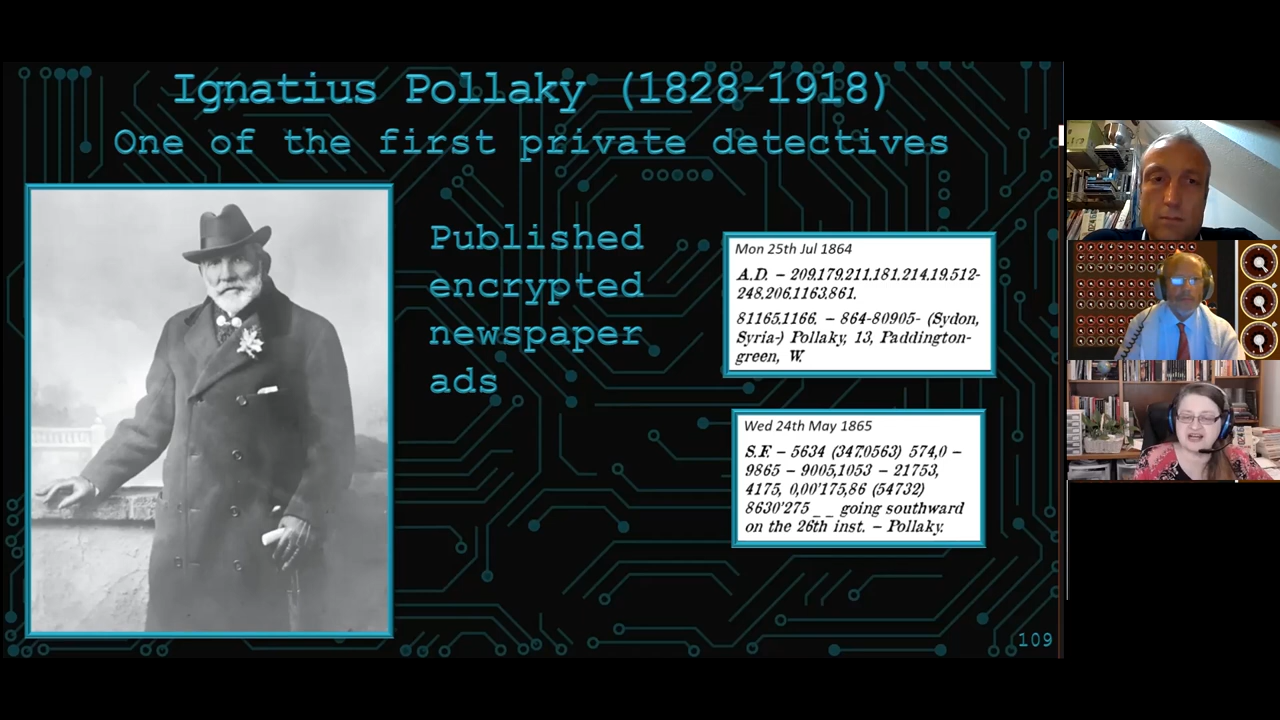 Ignatius Pollaky (1828-1918)
One of the first private detectives
Published
encrypted
newspaper
ads
Mon 25th Jul 1864
A.D. – 209.179.211.181.214.19.512-
248.206.1163.861.
81165.1166. – 864-80905- (Sydon,
Syria-) Pollaky, 13, Paddington-
green, W.
Wed 24th May 1865
S.F. – 5634 (3470563) 574,0 –
9865 – 9005,1053 – 21753,
4175, 0,00'175,86 (54732)
8630'275 _ _ going southward
on the 26th inst. – Pollaky.
109